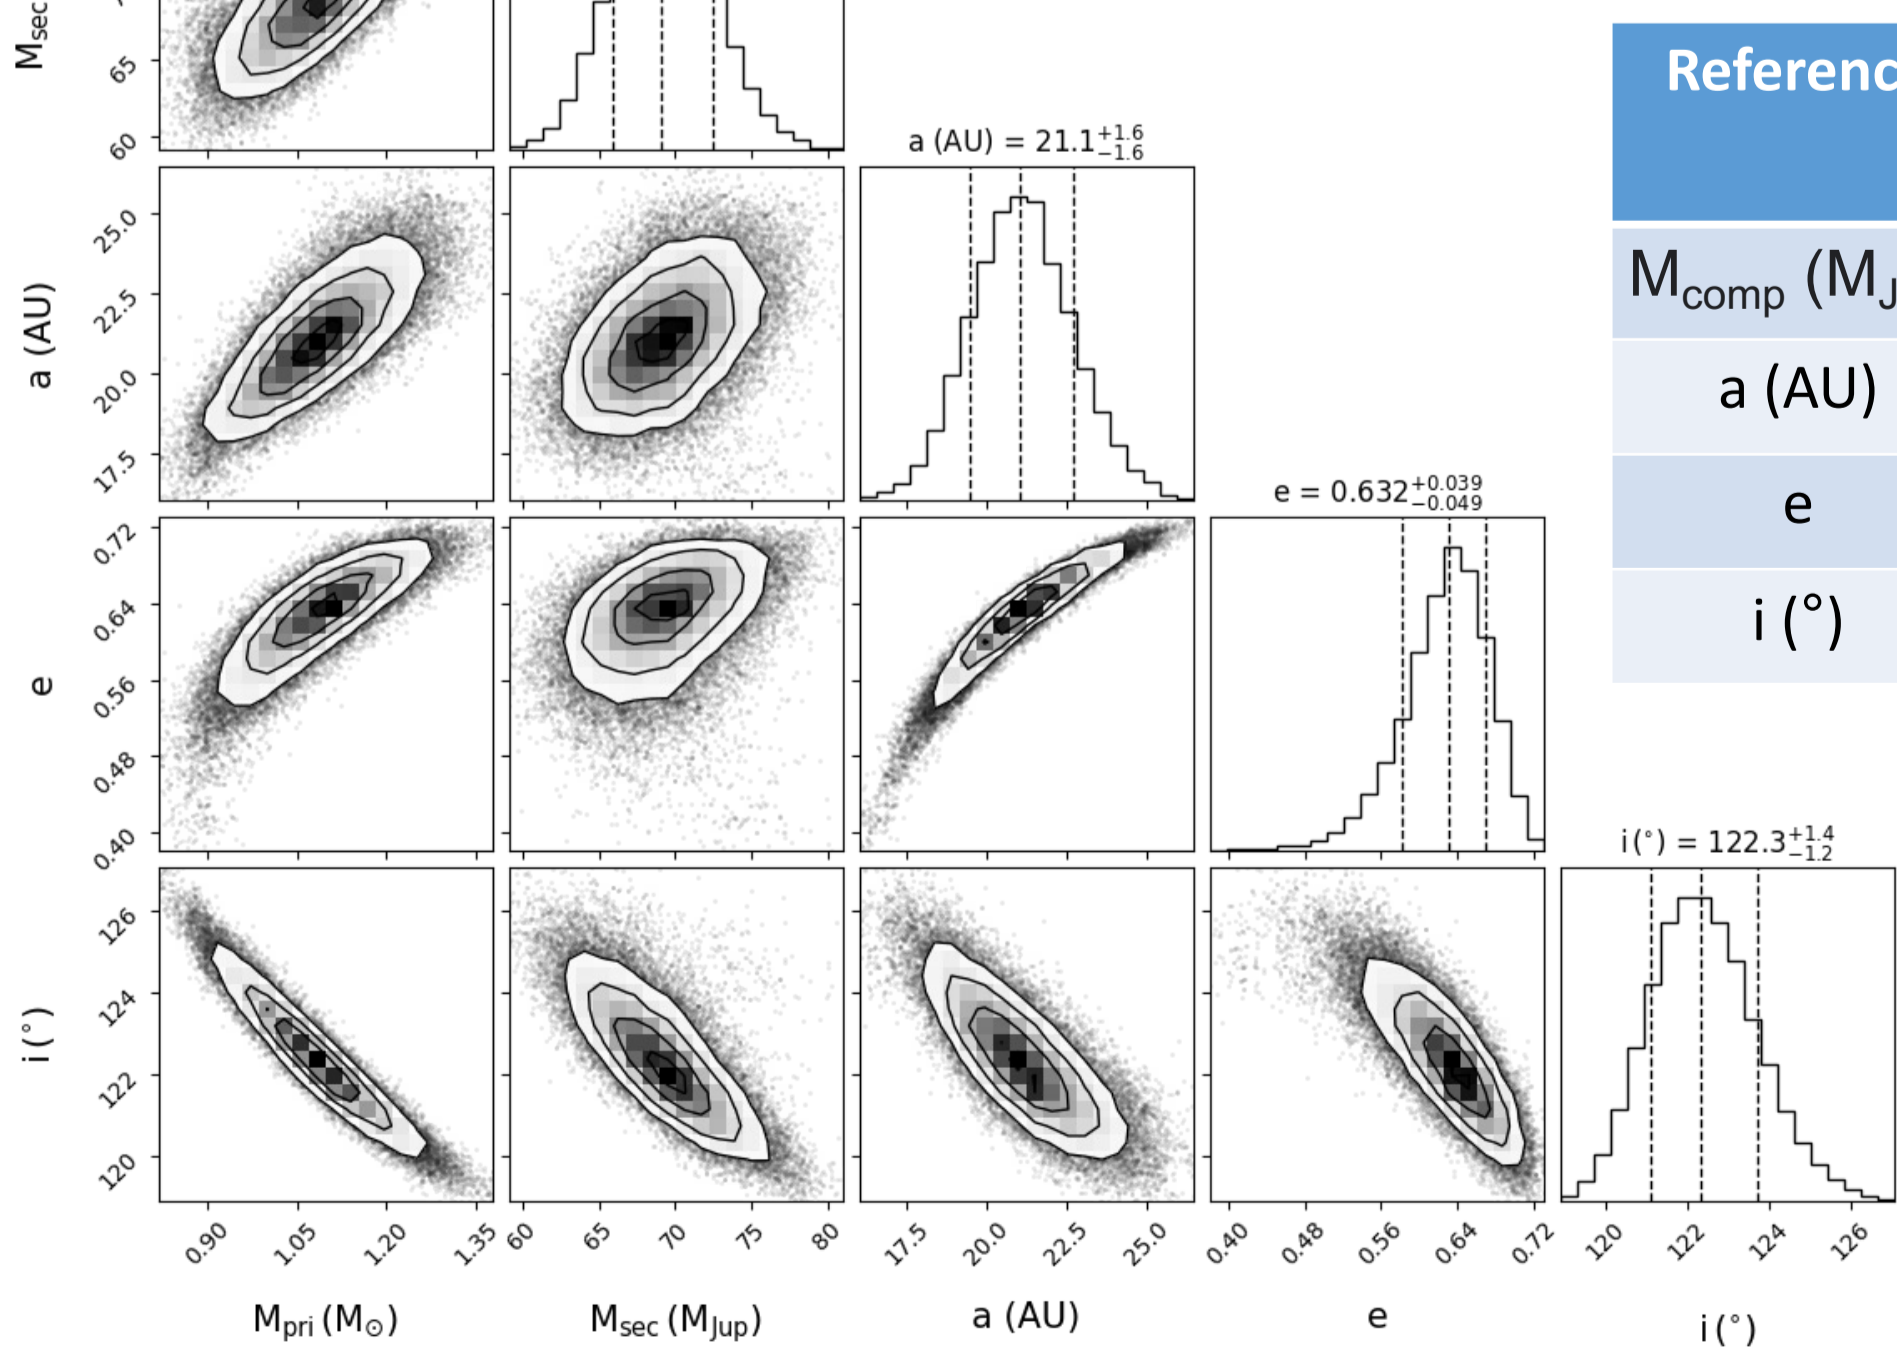 M_sec
65
60
a (AU) = 21.1^{+1.6}_{−1.6}
a (AU)
25.0
22.5
20.0
17.5
e = 0.632^{+0.039}_{−0.049}
e
0.72
0.64
0.56
0.48
0.40
i (°) = 122.3^{+1.4}_{−1.2}
i (°)
126
124
122
120
0.90 1.05 1.20 1.35 60 65 70 75 80 17.5 20.0 22.5 25.0 0.40 0.48 0.56 0.64 0.72 120 122 124 126
M_pri (M_⊙)
M_sec (M_Jup)
a (AU)
e
i (°)
Referenc
M_comp (M_J
a (AU)
e
i (°)